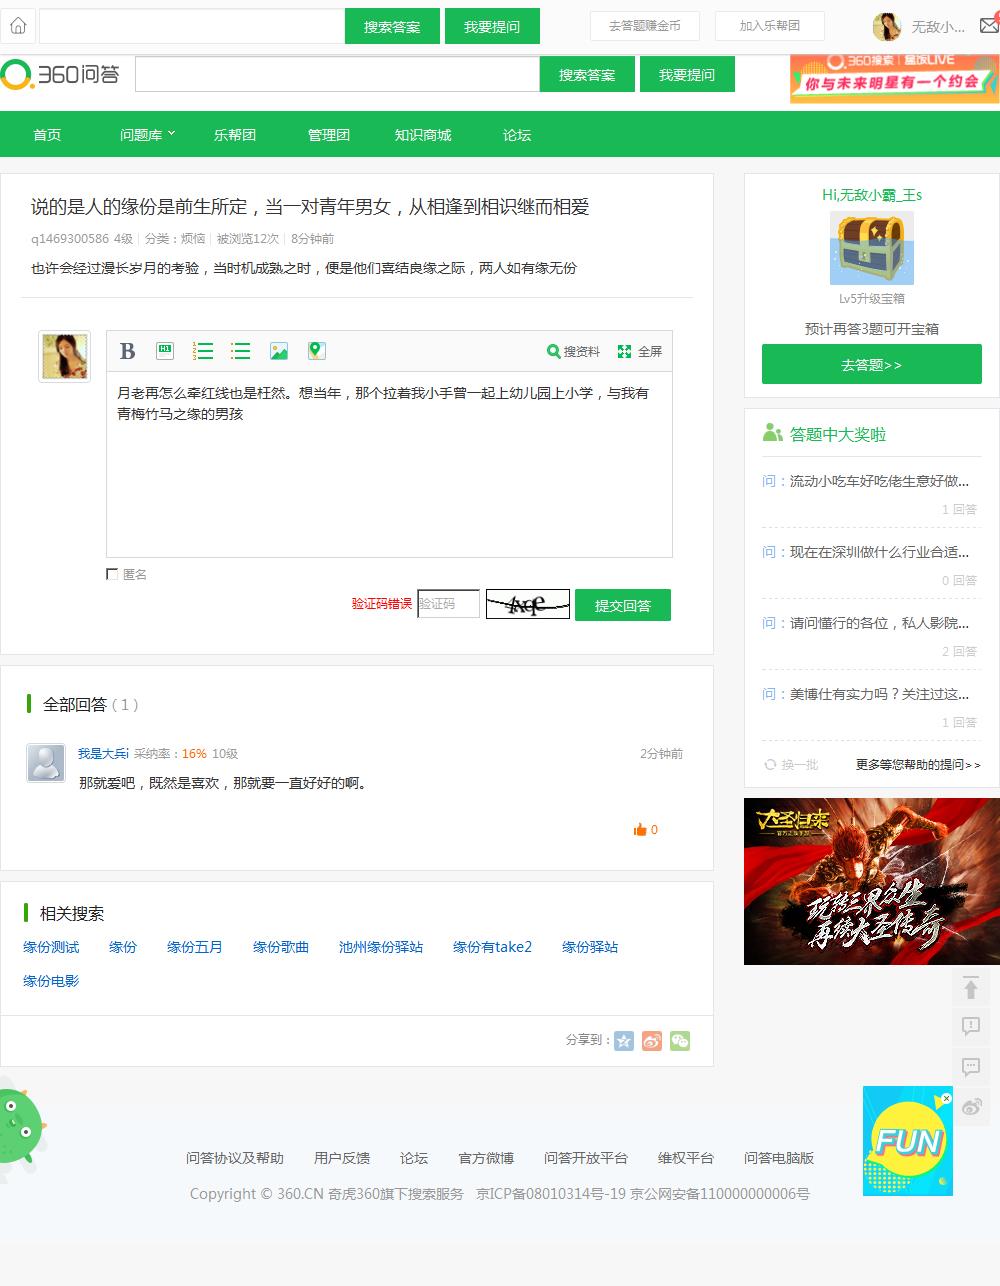 搜索答案 我要提问 去答题赚金币 加入乐帮团 无敌小...
360问答 搜索答案 我要提问
360搜索 | 盒饭LIVE
你与未来明星有一个约会
首页 问题库 乐帮团 管理团 知识商城 论坛
说的是人的缘份是前生所定，当一对青年男女，从相逢到相识继而相爱
q1469300586 4级 | 分类：烦恼 | 被浏览12次 | 8分钟前
也许会经过漫长岁月的考验，当时机成熟之时，便是他们喜结良缘之际，两人如有缘无份
B H1 搜资料 全屏
月老再怎么牵红线也是枉然。想当年，那个拉着我小手曾一起上幼儿园上小学，与我有
青梅竹马之缘的男孩
匿名
验证码错误 验证码 4xqe 提交回答
全部回答 ( 1 )
我是大兵i 采纳率：16% 10级 2分钟前
那就爱吧，既然是喜欢，那就要一直好好的啊。
0
相关搜索
缘份测试 缘份 缘份五月 缘份歌曲 池州缘份驿站 缘份有take2 缘份驿站
缘份电影
分享到：
Hi,无敌小霸_王s
Lv5升级宝箱
预计再答3题可开宝箱
去答题>>
答题中大奖啦
问：流动小吃车好吃佬生意好做...
1 回答
问：现在在深圳做什么行业合适...
0 回答
问：请问懂行的各位，私人影院...
2 回答
问：美博仕有实力吗？关注过这...
1 回答
换一批 更多等您帮助的提问>>
大圣归来
玩转三界众生
再续大圣传奇
FUN
问答协议及帮助 用户反馈 论坛 官方微博 问答开放平台 维权平台 问答电脑版
Copyright © 360.CN 奇虎360旗下搜索服务 京ICP备08010314号-19 京公网安备110000000006号